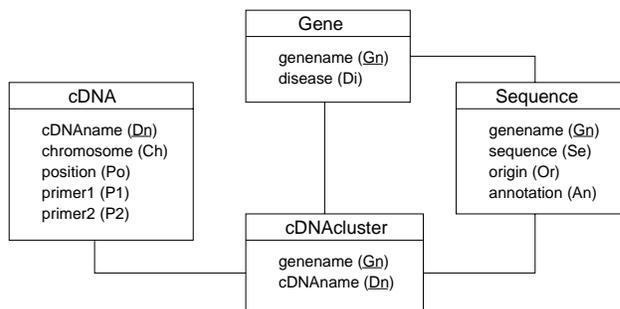 Gene
genename (Gn)
disease (Di)
cDNA
cDNAname (Dn)
chromosome (Ch)
position (Po)
primer1 (P1)
primer2 (P2)
Sequence
genename (Gn)
sequence (Se)
origin (Or)
annotation (An)
cDNAcluster
genename (Gn)
cDNAname (Dn)